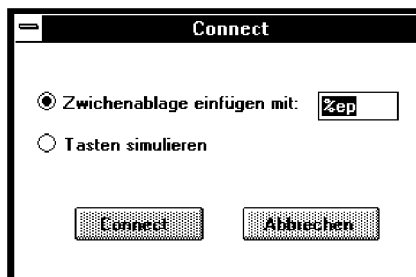 Connect
Zwichenablage einfügen mit: %ep
Tasten simulieren
Connect Abbrechen